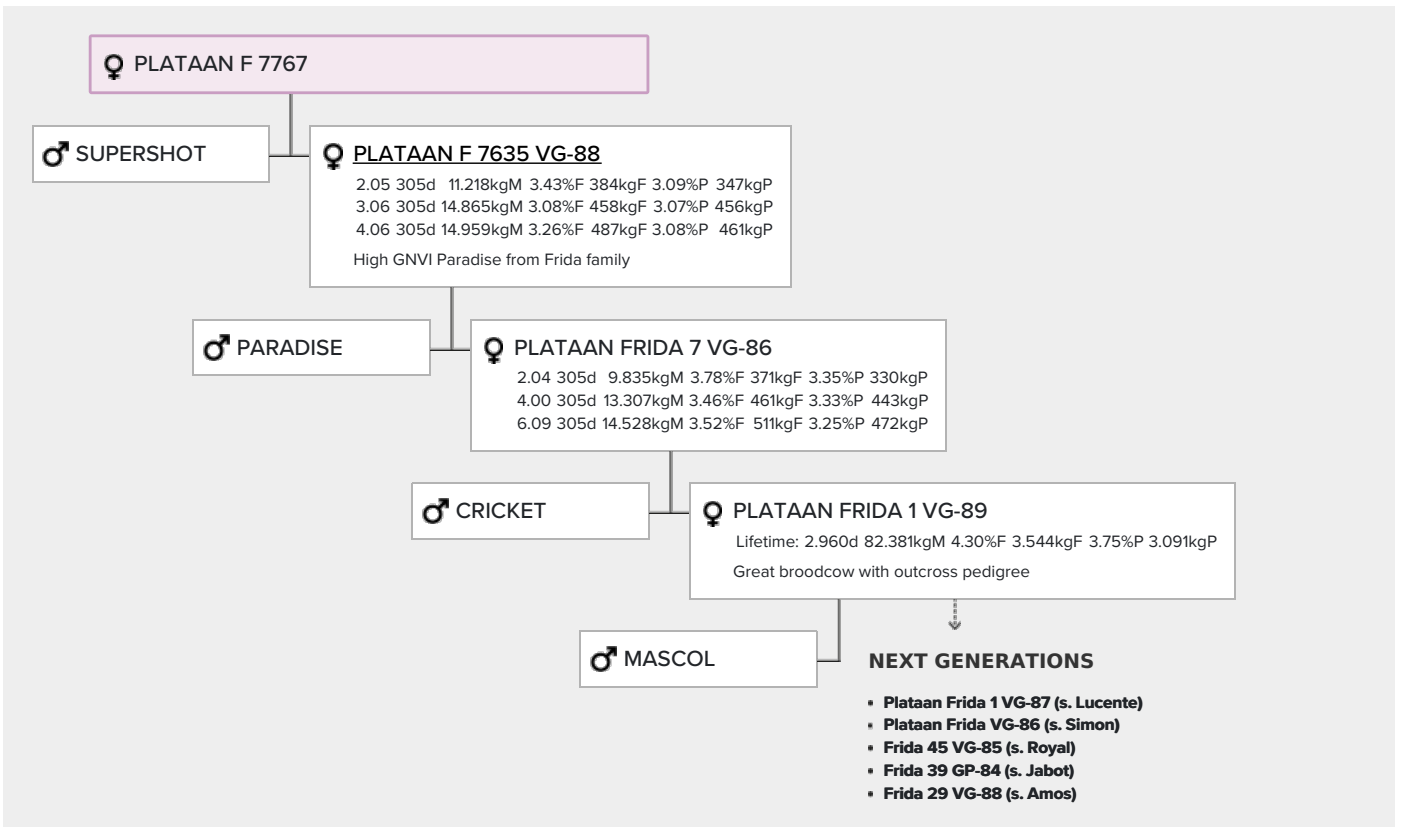 PLATAAN F 7767
SUPERSHOT
PLATAAN F 7635 VG-88
2.05 305d 11.218kgM 3.43%F 384kgF 3.09%P 347kgP
3.06 305d 14.865kgM 3.08%F 458kgF 3.07%P 456kgP
4.06 305d 14.959kgM 3.26%F 487kgF 3.08%P 461kgP
High GNVI Paradise from Frida family
PARADISE
PLATAAN FRIDA 7 VG-86
2.04 305d 9.835kgM 3.78%F 371kgF 3.35%P 330kgP
4.00 305d 13.307kgM 3.46%F 461kgF 3.33%P 443kgP
6.09 305d 14.528kgM 3.52%F 511kgF 3.25%P 472kgP
CRICKET
PLATAAN FRIDA 1 VG-89
Lifetime: 2.960d 82.381kgM 4.30%F 3.544kgF 3.75%P 3.091kgP
Great broodcow with outcross pedigree
MASCOL
NEXT GENERATIONS
• Plataan Frida 1 VG-87 (s. Lucente)
• Plataan Frida VG-86 (s. Simon)
• Frida 45 VG-85 (s. Royal)
• Frida 39 GP-84 (s. Jabot)
• Frida 29 VG-88 (s. Amos)